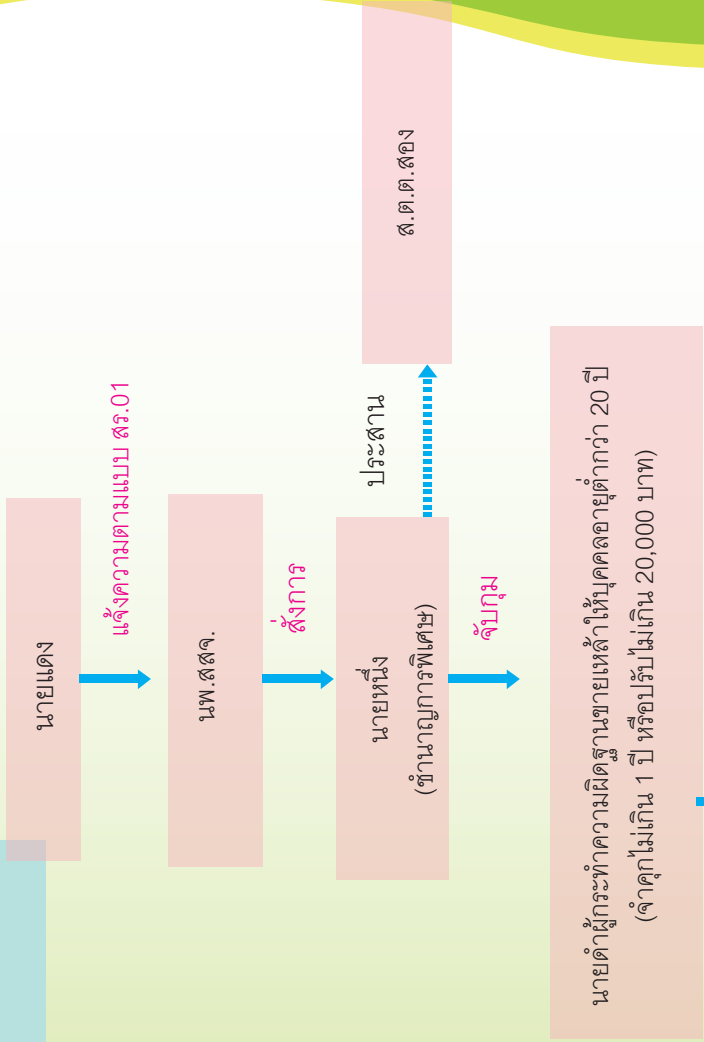 นายแดง
แจ้งความตามแบบ สร.01
นพ.สสจ.
สั่งการ
นายหนึ่ง
(ชำนาญการพิเศษ)
ประสาน
ส.ต.ต.สอง
จับกุม
นายดำผู้กระทำความผิดฐานขายเหล้าให้บุคคลอายุต่ำกว่า 20 ปี
(จำคุกไม่เกิน 1 ปี หรือปรับไม่เกิน 20,000 บาท)